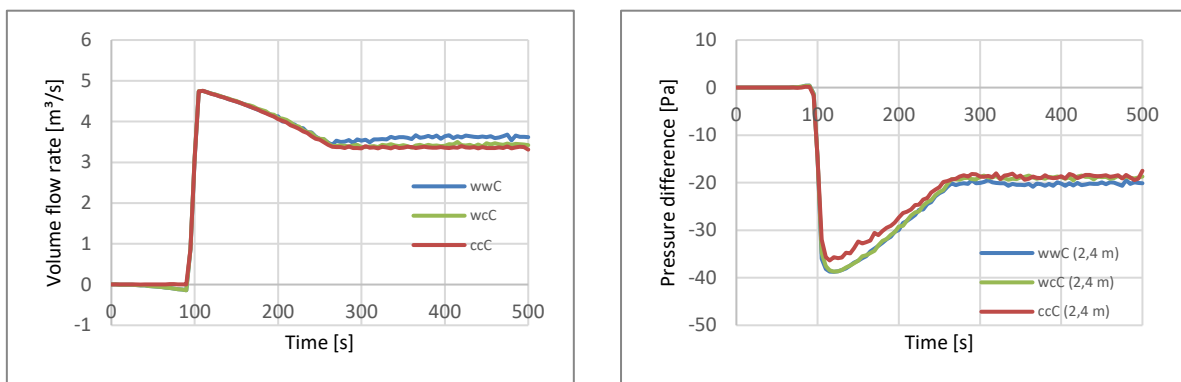 6
5
4
3
2
1
0
-1
0
100
200
300
400
500
Volume flow rate [m³/s]
Time [s]
wwC
wcC
ccC
10
0
-10
-20
-30
-40
-50
0
100
200
300
400
500
Pressure difference [Pa]
Time [s]
wwC (2,4 m)
wcC (2,4 m)
ccC (2,4 m)